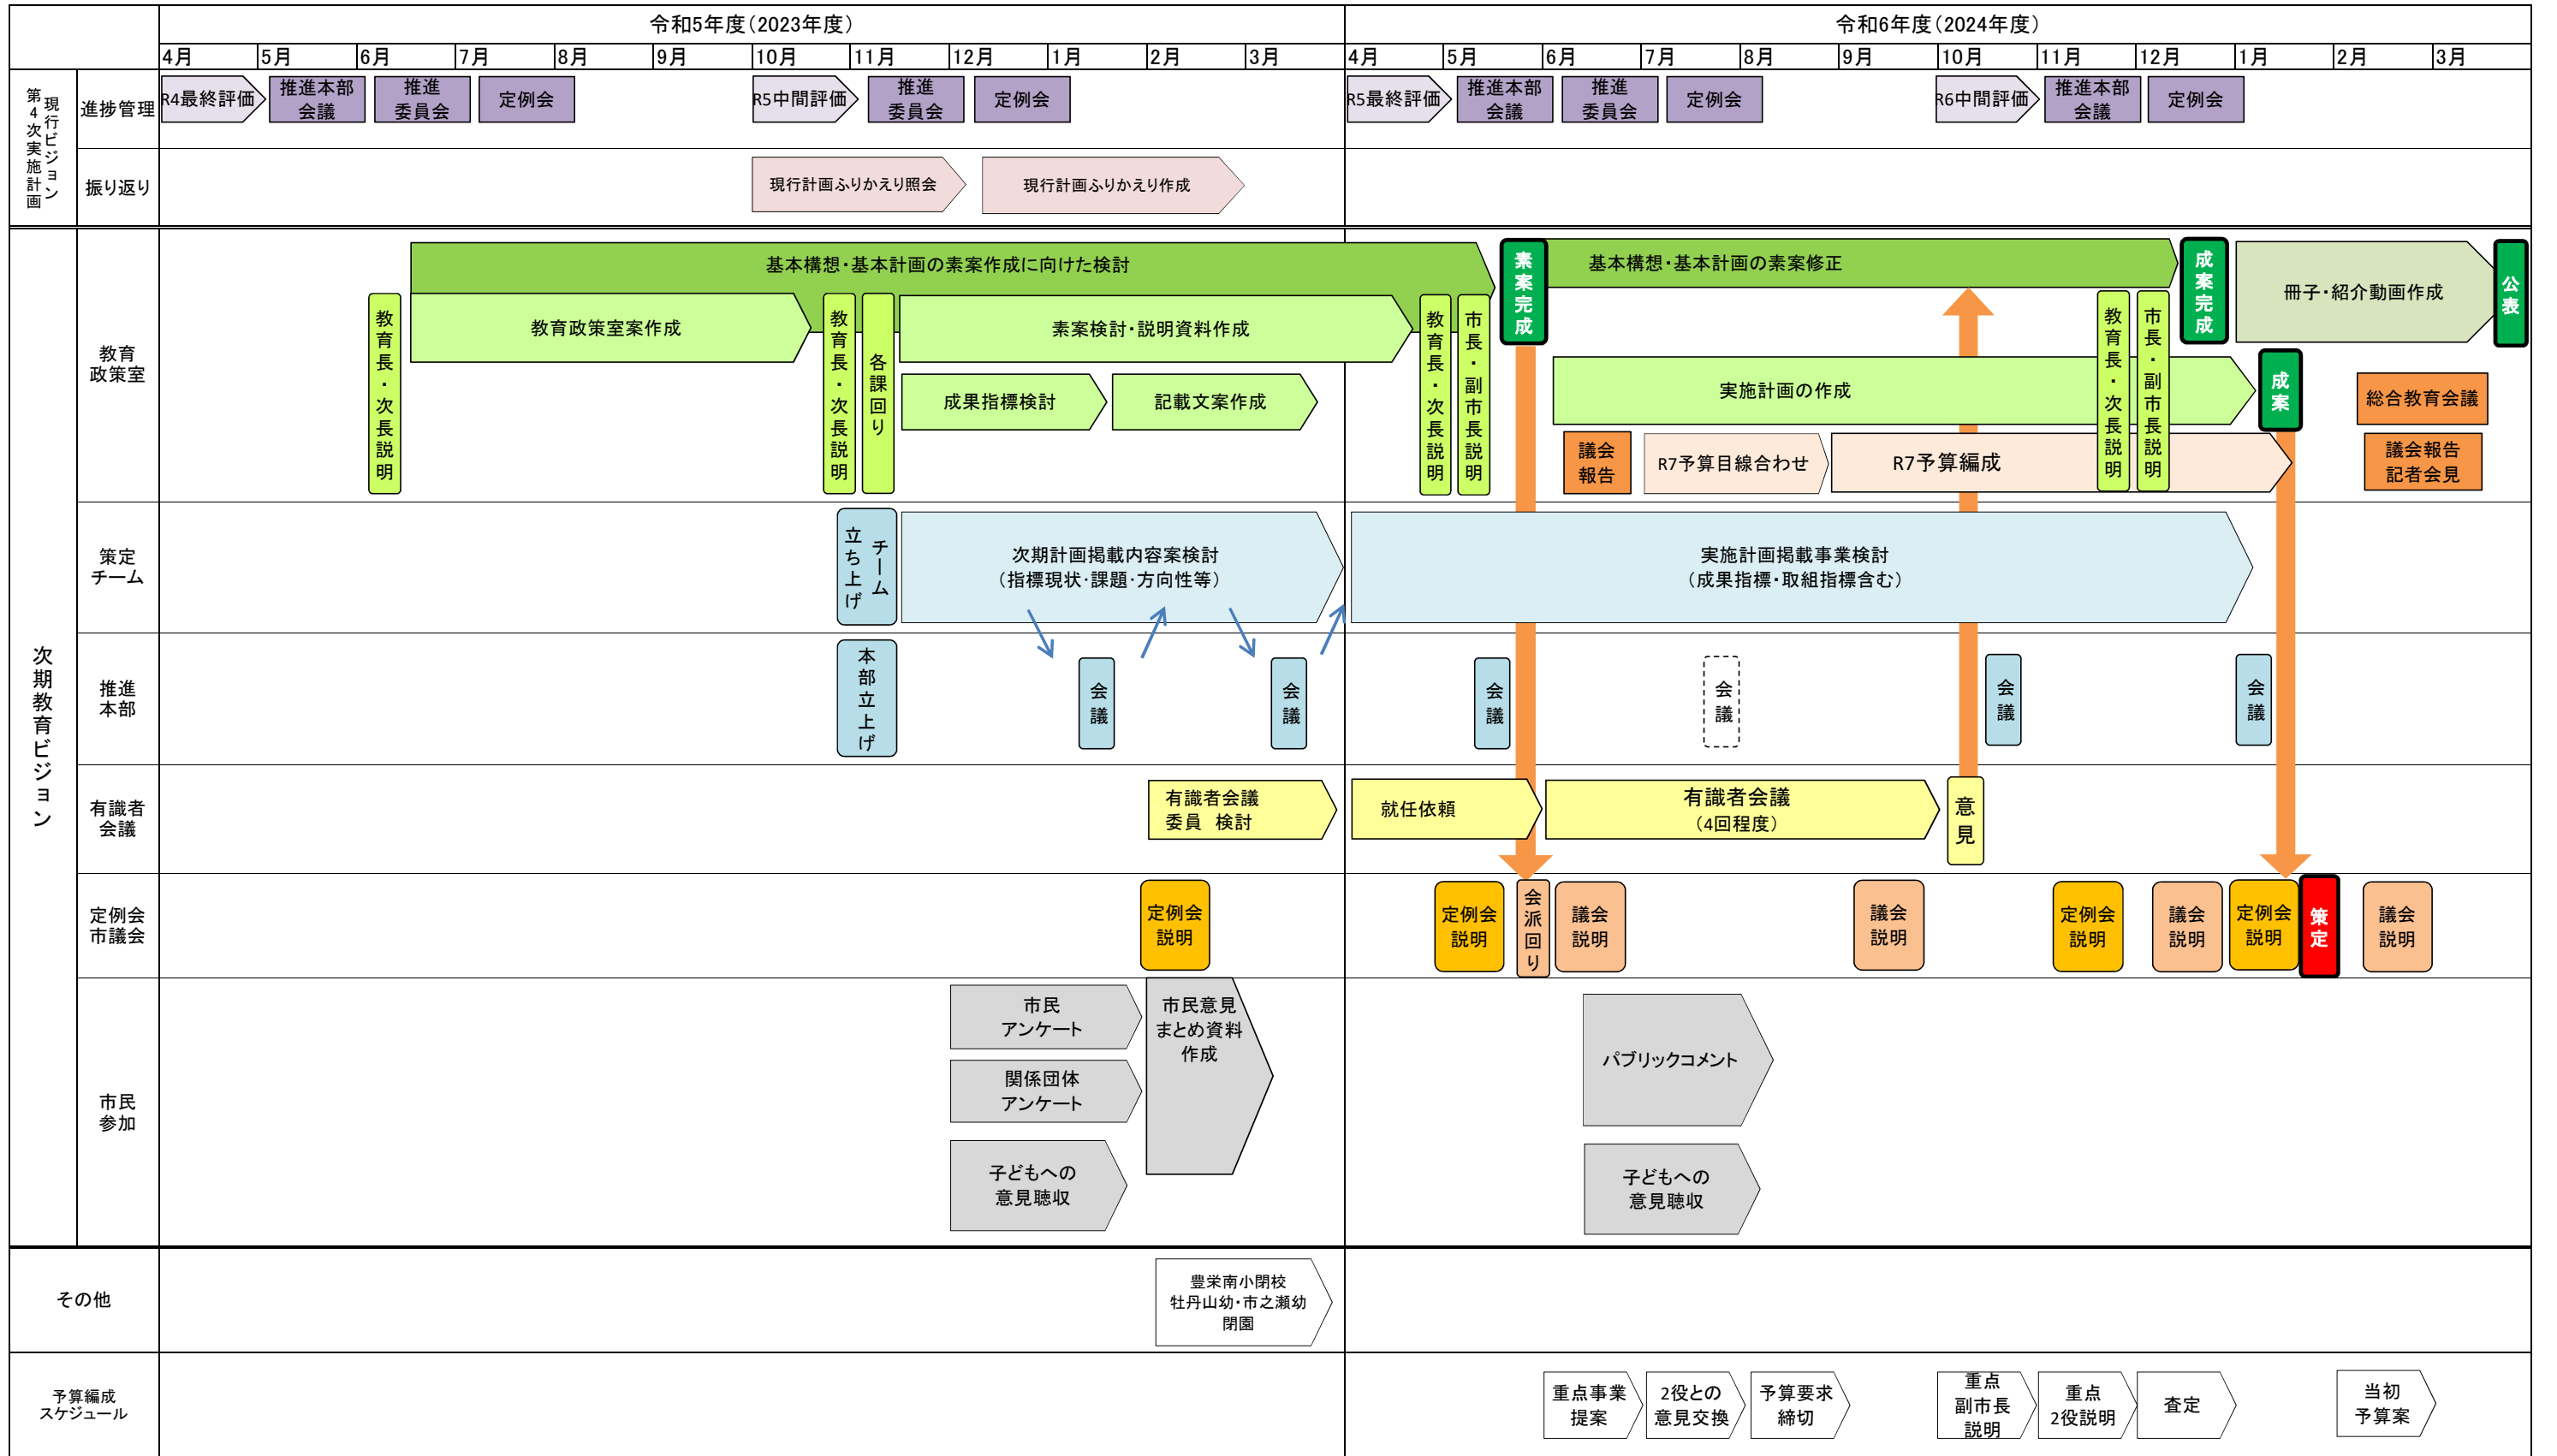 令和5年度（2023年度）
令和6年度（2024年度）
4月
5月
6月
7月
8月
9月
10月
11月
12月
1月
2月
3月
4月
5月
6月
7月
8月
9月
10月
11月
12月
1月
2月
3月
現行ビジョン
第4次実施計画
進捗管理
R4最終評価
推進本部
会議
推進
委員会
定例会
R5中間評価
推進
委員会
定例会
R5最終評価
推進本部
会議
推進
委員会
定例会
R6中間評価
推進本部
会議
定例会
振り返り
現行計画ふりかえり照会
現行計画ふりかえり作成
次期教育ビジョン
教育
政策室
基本構想・基本計画の素案作成に向けた検討
素案完成
基本構想・基本計画の素案修正
成案完成
冊子・紹介動画作成
公表
教育長・次長説明
教育政策室案作成
教育長・次長説明
各課回り
素案検討・説明資料作成
教育長・次長説明
市長・副市長説明
教育長・次長説明
市長・副市長説明
成果指標検討
記載文案作成
実施計画の作成
成案
総合教育会議
議会
報告
R7予算目線合わせ
R7予算編成
議会報告
記者会見
策定
チーム
チーム
立ち上げ
次期計画掲載内容案検討
（指標現状・課題・方向性等）
実施計画掲載事業検討
（成果指標・取組指標含む）
推進
本部
本部立上げ
会議
会議
会議
会議
会議
会議
有識者
会議
有識者会議
委員　検討
就任依頼
有識者会議
（4回程度）
意見
定例会
市議会
定例会
説明
定例会
説明
会派回り
議会
説明
議会
説明
定例会
説明
議会
説明
定例会
説明
策定
議会
説明
市民
参加
市民
アンケート
関係団体
アンケート
子どもへの
意見聴収
市民意見
まとめ資料
作成
パブリックコメント
子どもへの
意見聴収
その他
豊栄南小閉校
牡丹山幼・市之瀬幼
閉園
予算編成
スケジュール
重点事業
提案
2役との
意見交換
予算要求
締切
重点
副市長
説明
重点
2役説明
査定
当初
予算案